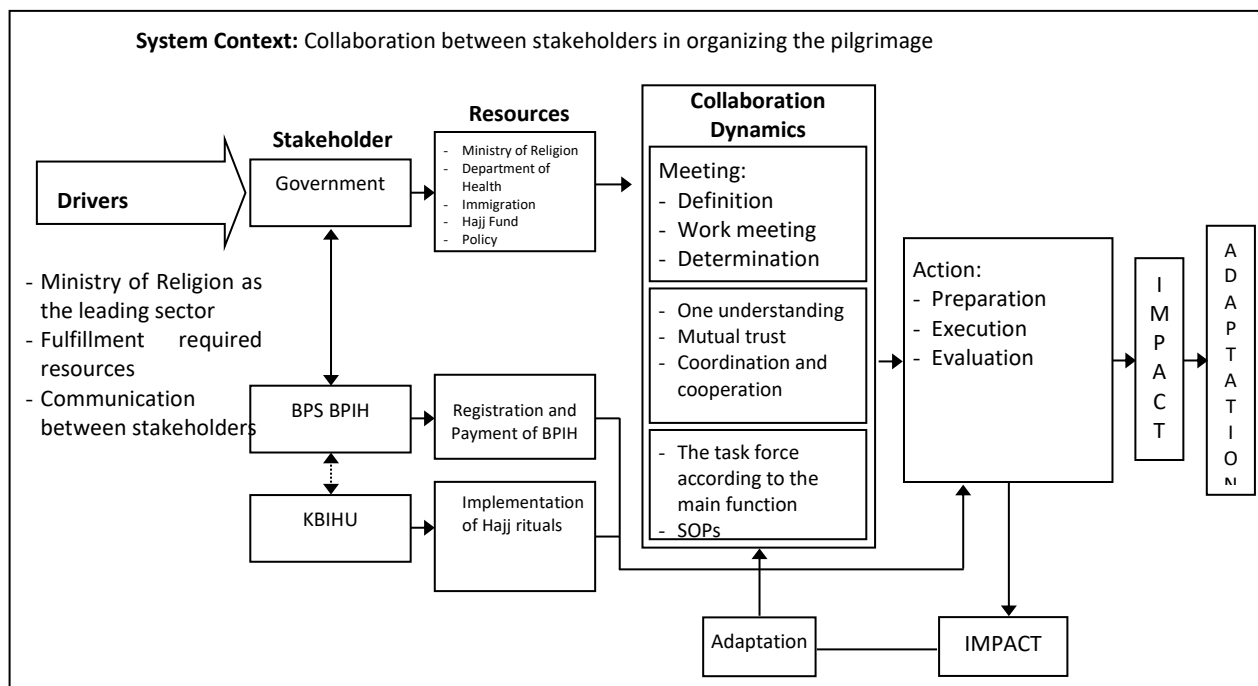 System Context: Collaboration between stakeholders in organizing the pilgrimage
Drivers
- Ministry of Religion as
the leading sector
- Fulfillment required
resources
- Communication
between stakeholders
Stakeholder
Government
BPS BPIH
KBIHU
Resources
- Ministry of Religion
- Department of
Health
- Immigration
- Hajj Fund
- Policy
Registration and
Payment of BPIH
Implementation
of Hajj rituals
Collaboration
Dynamics
Meeting:
- Definition
- Work meeting
- Determination
- One understanding
- Mutual trust
- Coordination and
cooperation
- The task force
according to the
main function
- SOPs
Action:
- Preparation
- Execution
- Evaluation
IMPACT
ADAPTATION
Adaptation
IMPACT